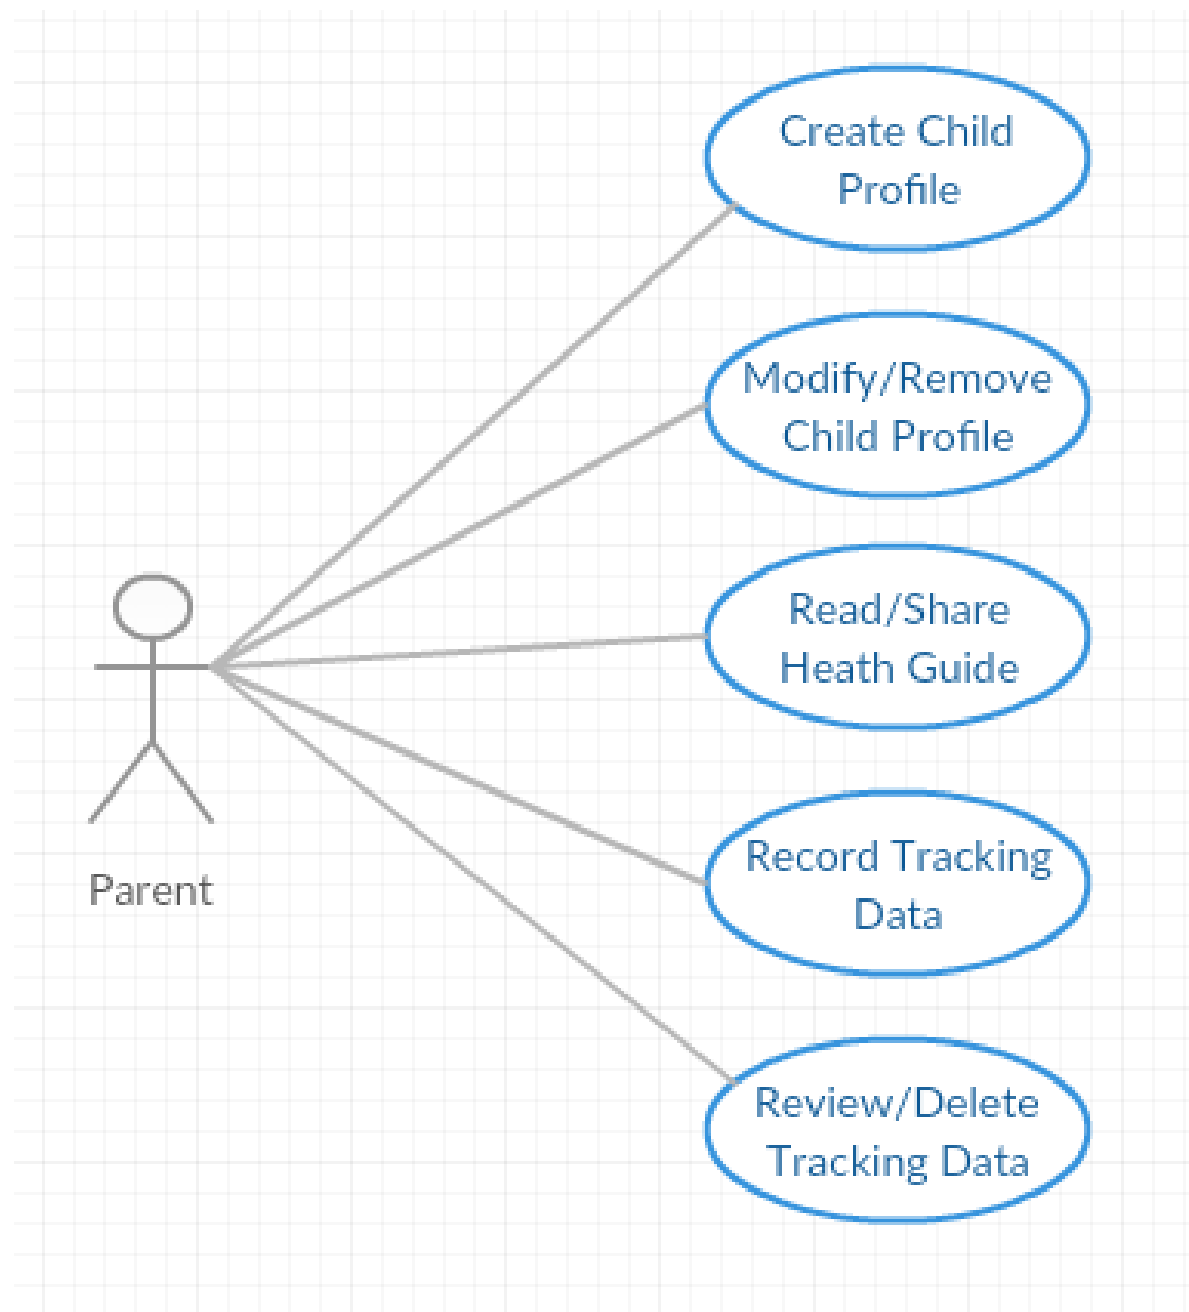 Create Child
Profile
Modify/Remove
Child Profile
Read/Share
Heath Guide
Record Tracking
Data
Review/Delete
Tracking Data
Parent